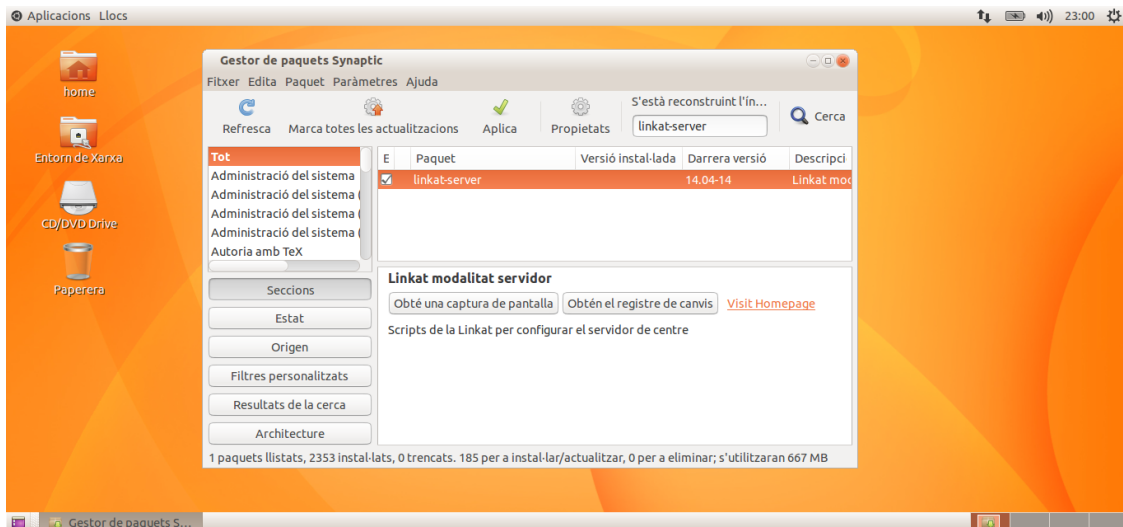 Aplicacions Llocs
23:00
home
Entorn de Xarxa
CD/DVD Drive
Paperera
Gestor de paquets Synaptic
Fitxer Edita Paquet Paràmetres Ajuda
Refresca Marca totes les actualitzacions Aplica Propietats
S'està reconstruint l'ín...
linkat-server
Cerca
Tot
Administració del sistema
Administració del sistema (
Administració del sistema (
Administració del sistema (
Autoria amb TeX
Seccions
Estat
Origen
Filtres personalitzats
Resultats de la cerca
Architecture
E Paquet Versió instal·lada Darrera versió Descripci
linkat-server 14.04-14 Linkat mod
Linkat modalitat servidor
Obté una captura de pantalla Obtén el registre de canvis Visit Homepage
Scripts de la Linkat per configurar el servidor de centre
1 paquets llistats, 2353 instal·lats, 0 trencats. 185 per a instal·lar/actualitzar, 0 per a eliminar; s'utilitzaran 667 MB
Gestor de paquets S...